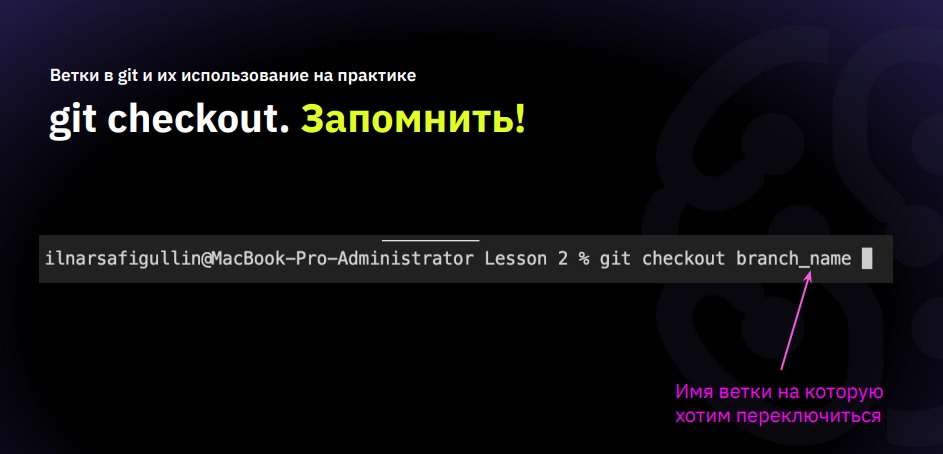 Ветки в git и их использование на практике
git checkout. Запомнить!
ilnarsafigullin@MacBook-Pro-Administrator Lesson 2 % git checkout branch_name
Имя ветки на которую
хотим переключиться